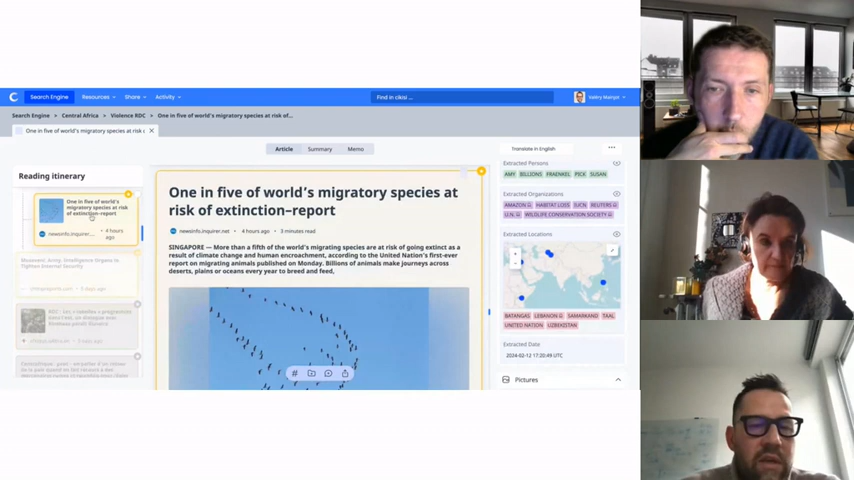 Search Engine
Resources
Share
Activity
Find in cikisi ...
Valéry Mainjot
Search Engine > Central Africa > Violence RDC > One in five of world's migratory species at risk of...
One in five of world's migratory species at risk
Article
Summary
Memo
Translate in English
Reading itinerary
One in five of world's
migratory species at risk
of extinction–report
newsinfo.inquirer....
4 hours
ago
One in five of world's migratory species at
risk of extinction–report
newsinfo.inquirer.net
4 hours ago
3 minutes read
SINGAPORE — More than a fifth of the world's migrating species are at risk of going extinct as a
result of climate change and human encroachment, according to the United Nation's first-ever
report on migrating animals published on Monday. Billions of animals make journeys across
deserts, plains or oceans every year to breed and feed,
Extracted Persons
AMY BILLIONS FRAENKEL PICK SUSAN
Extracted Organizations
AMAZON HABITAT LOSS IUCN REUTERS
U.N. WILDLIFE CONSERVATION SOCIETY
Extracted Locations
BATANGAS LEBANON SAMARKAND TAAL
UNITED NATION UZBEKISTAN
Extracted Date
2024-02-12 17:20:49 UTC
Pictures